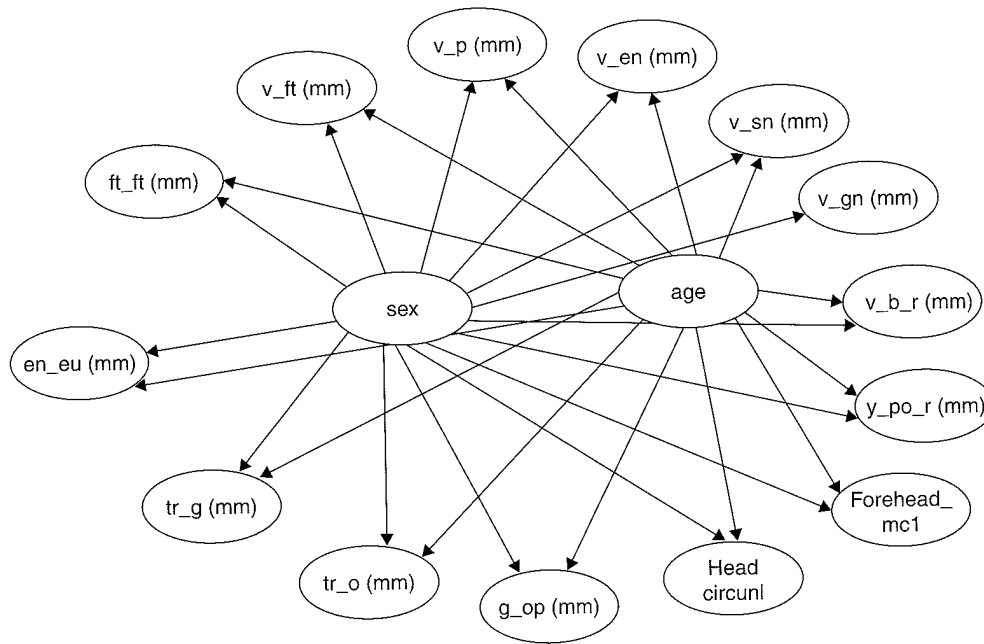 v_p (mm)
v_en (mm)
v_ft (mm)
v_sn (mm)
ft_ft (mm)
v_gn (mm)
sex
age
v_b_r (mm)
en_eu (mm)
y_po_r (mm)
tr_g (mm)
Forehead_
mc1
tr_o (mm)
Head
circunl
g_op (mm)